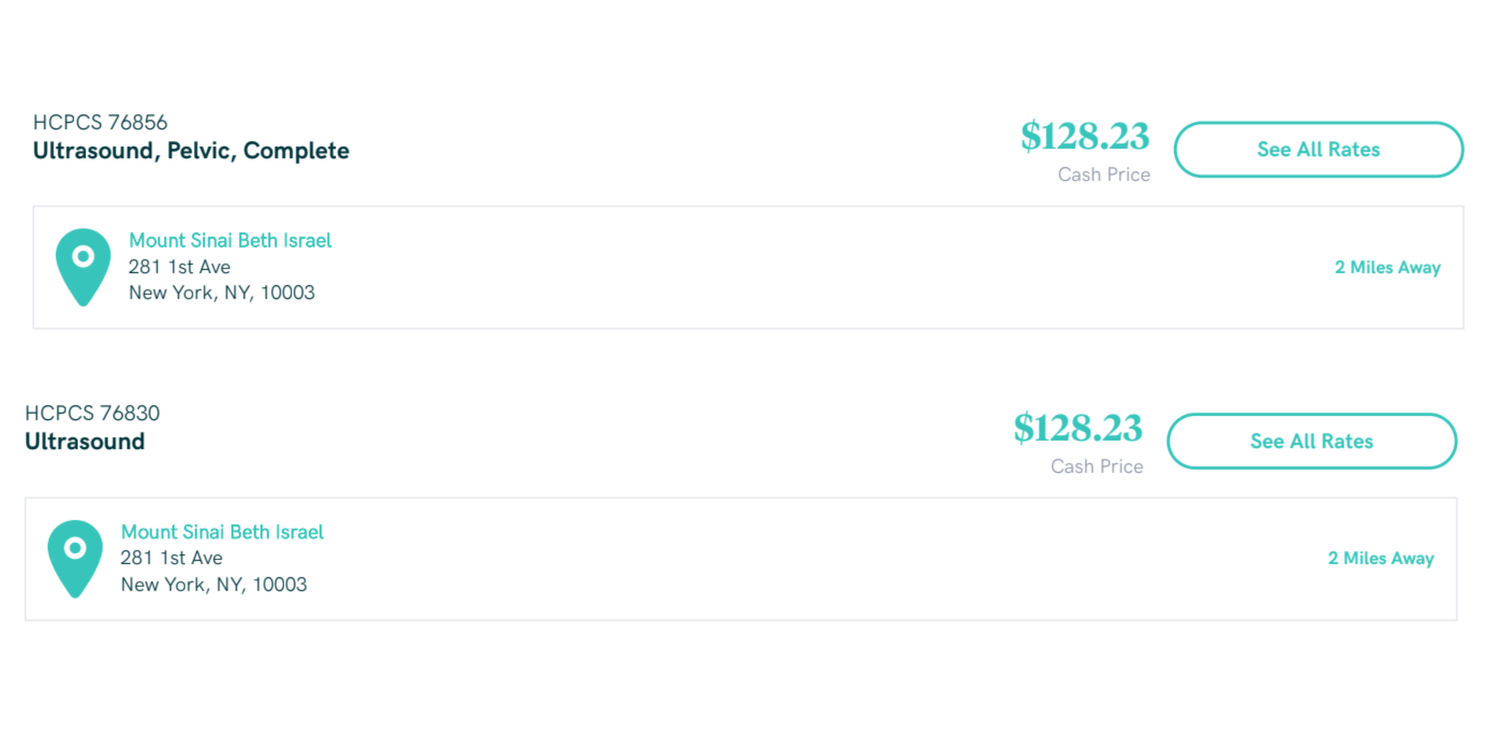 HCPCS 76856
Ultrasound, Pelvic, Complete
$128.23
Cash Price
See All Rates
Mount Sinai Beth Israel
281 1st Ave
New York, NY, 10003
2 Miles Away
HCPCS 76830
Ultrasound
$128.23
Cash Price
See All Rates
Mount Sinai Beth Israel
281 1st Ave
New York, NY, 10003
2 Miles Away